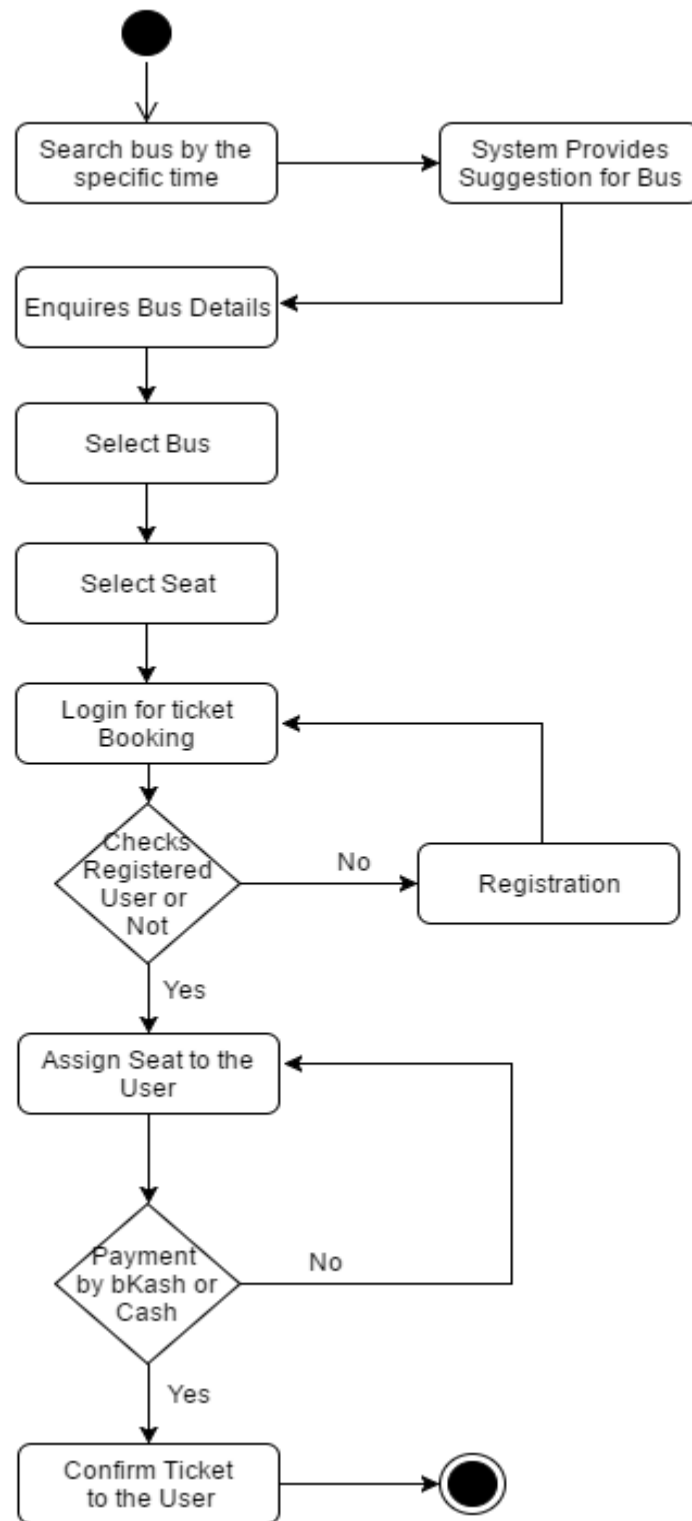 Search bus by the
specific time
System Provides
Suggestion for Bus
Enquires Bus Details
Select Bus
Select Seat
Login for ticket
Booking
Checks
Registered
User or
Not
No
Registration
Yes
Assign Seat to the
User
Payment
by bKash or
Cash
No
Yes
Confirm Ticket
to the User